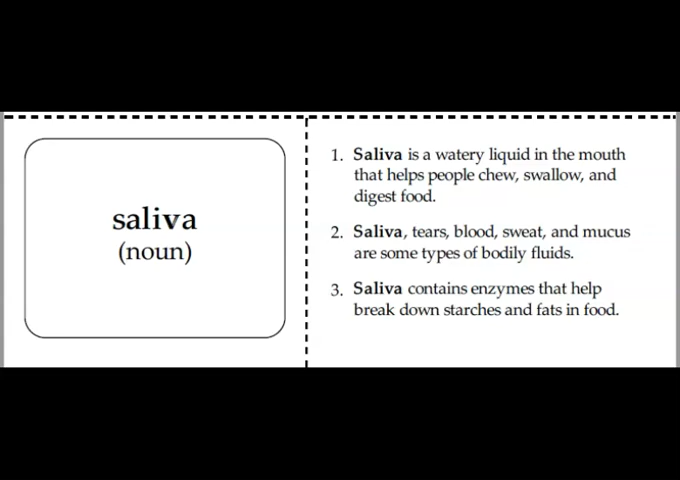 saliva
(noun)
1. Saliva is a watery liquid in the mouth
that helps people chew, swallow, and
digest food.
2. Saliva, tears, blood, sweat, and mucus
are some types of bodily fluids.
3. Saliva contains enzymes that help
break down starches and fats in food.